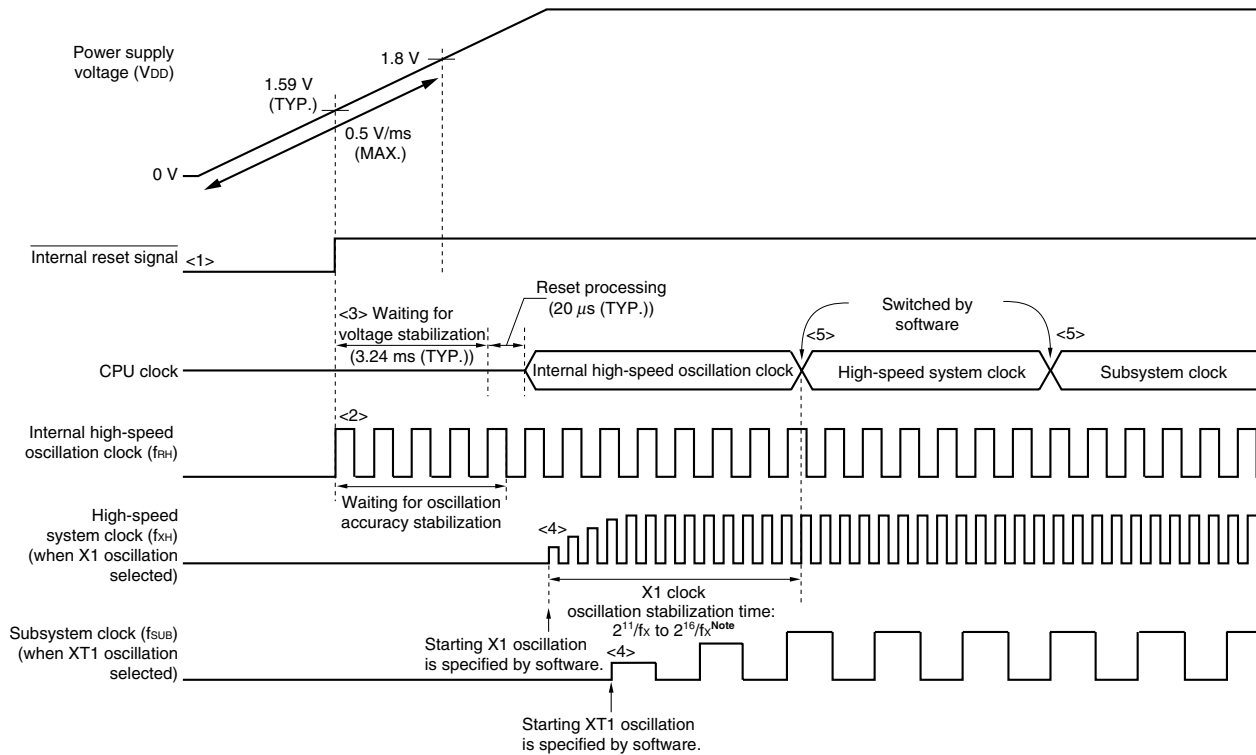 Power supply
voltage (VDD)
1.8 V
1.59 V
(TYP.)
0.5 V/ms
(MAX.)
0 V
Internal reset signal
<1>
Reset processing
(20 μs (TYP.))
<3> Waiting for
voltage stabilization
(3.24 ms (TYP.))
Switched by
software
<5>
<5>
CPU clock
Internal high-speed oscillation clock
High-speed system clock
Subsystem clock
<2>
Internal high-speed
oscillation clock (fRH)
Waiting for oscillation
accuracy stabilization
High-speed
system clock (fXH)
(when X1 oscillation
selected)
<4>
X1 clock
oscillation stabilization time:
2¹¹/fX to 2¹⁶/fX Note
Starting X1 oscillation
is specified by software.
Subsystem clock (fSUB)
(when XT1 oscillation
selected)
<4>
Starting XT1 oscillation
is specified by software.